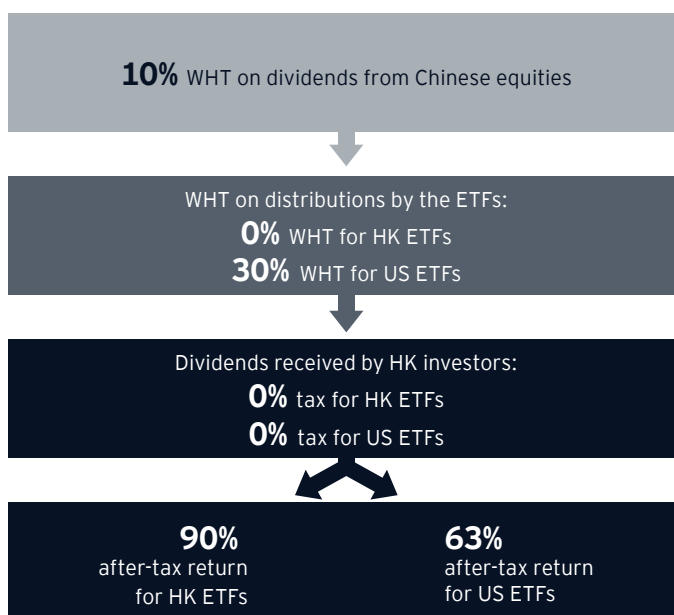 10% WHT on dividends from Chinese equities
WHT on distributions by the ETFs:
0% WHT for HK ETFs
30% WHT for US ETFs
Dividends received by HK investors:
0% tax for HK ETFs
0% tax for US ETFs
90%
after-tax return
for HK ETFs
63%
after-tax return
for US ETFs